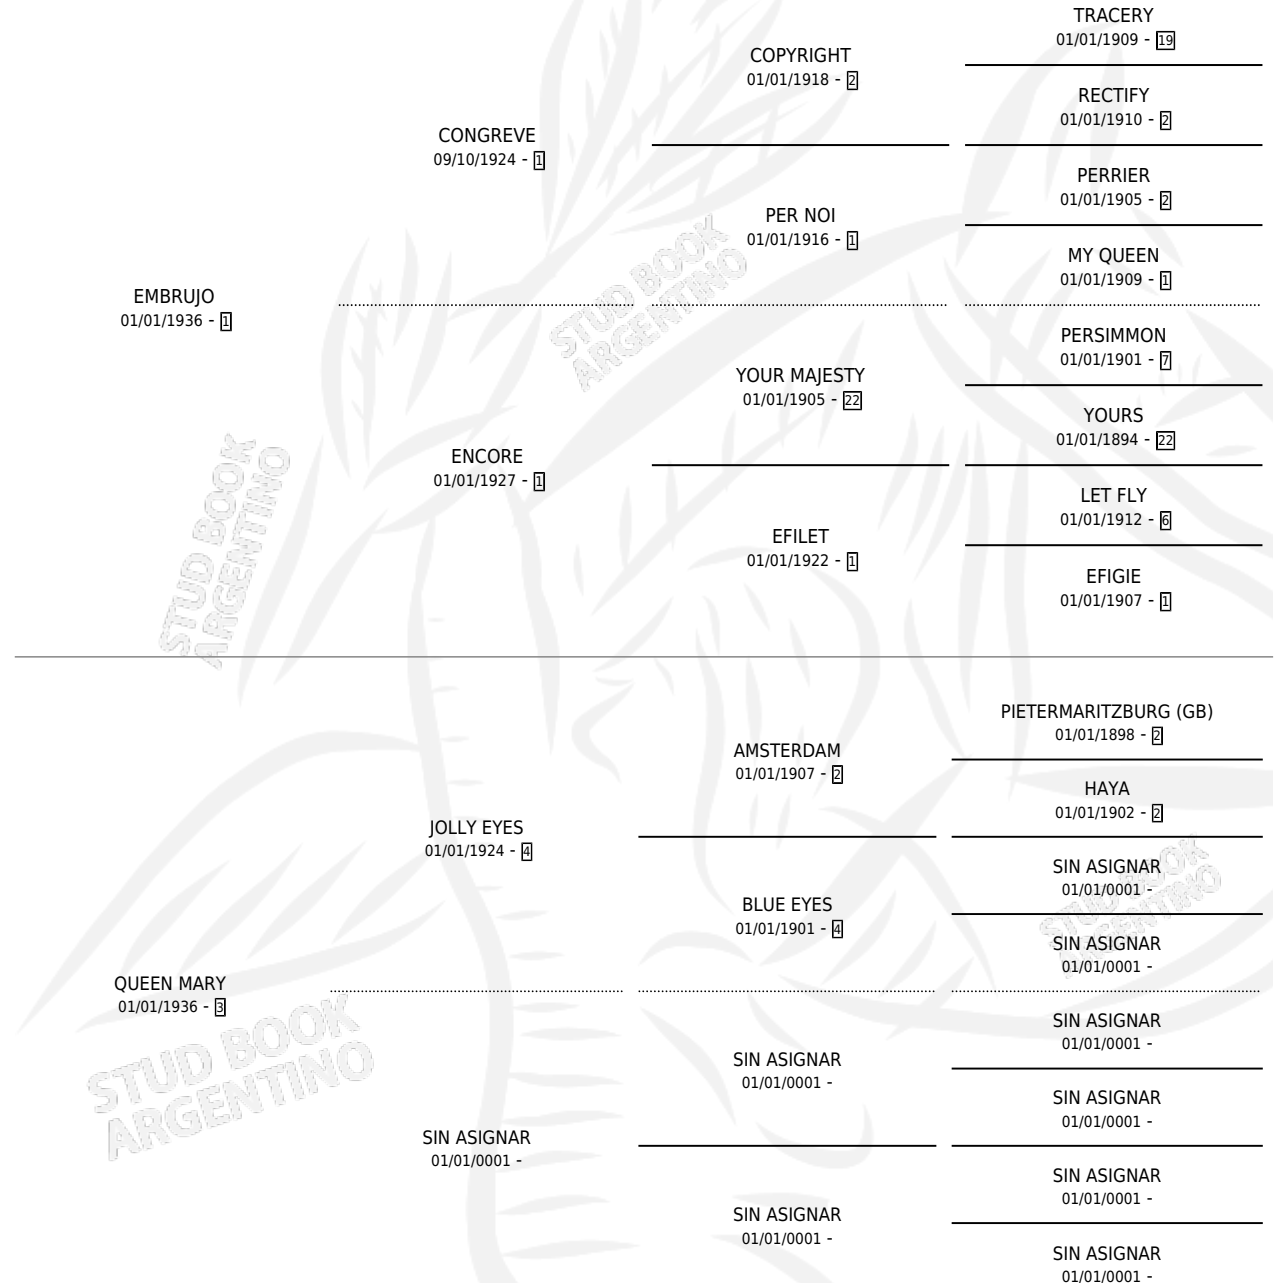 TRACERY
01/01/1909 - 19
COPYRIGHT
01/01/1918 - 2
RECTIFY
01/01/1910 - 2
CONGREVE
09/10/1924 - 1
PERRIER
01/01/1905 - 2
PER NOI
01/01/1916 - 1
MY QUEEN
01/01/1909 - 1
EMBRUJO
01/01/1936 - 1
PERSIMMON
01/01/1901 - 7
YOUR MAJESTY
01/01/1905 - 22
YOURS
01/01/1894 - 22
ENCORE
01/01/1927 - 1
LET FLY
01/01/1912 - 6
EFILET
01/01/1922 - 1
EFIGIE
01/01/1907 - 1
STUD BOOK
ARGENTINO
STUD BOOK
ARGENTINO
PIETERMARITZBURG (GB)
01/01/1898 - 2
AMSTERDAM
01/01/1907 - 2
HAYA
01/01/1902 - 2
JOLLY EYES
01/01/1924 - 4
SIN ASIGNAR
01/01/0001 -
BLUE EYES
01/01/1901 - 4
SIN ASIGNAR
01/01/0001 -
STUD BOOK
ARGENTINO
QUEEN MARY
01/01/1936 - 3
SIN ASIGNAR
01/01/0001 -
SIN ASIGNAR
01/01/0001 -
SIN ASIGNAR
01/01/0001 -
SIN ASIGNAR
01/01/0001 -
SIN ASIGNAR
01/01/0001 -
SIN ASIGNAR
01/01/0001 -
SIN ASIGNAR
01/01/0001 -
STUD BOOK
ARGENTINO